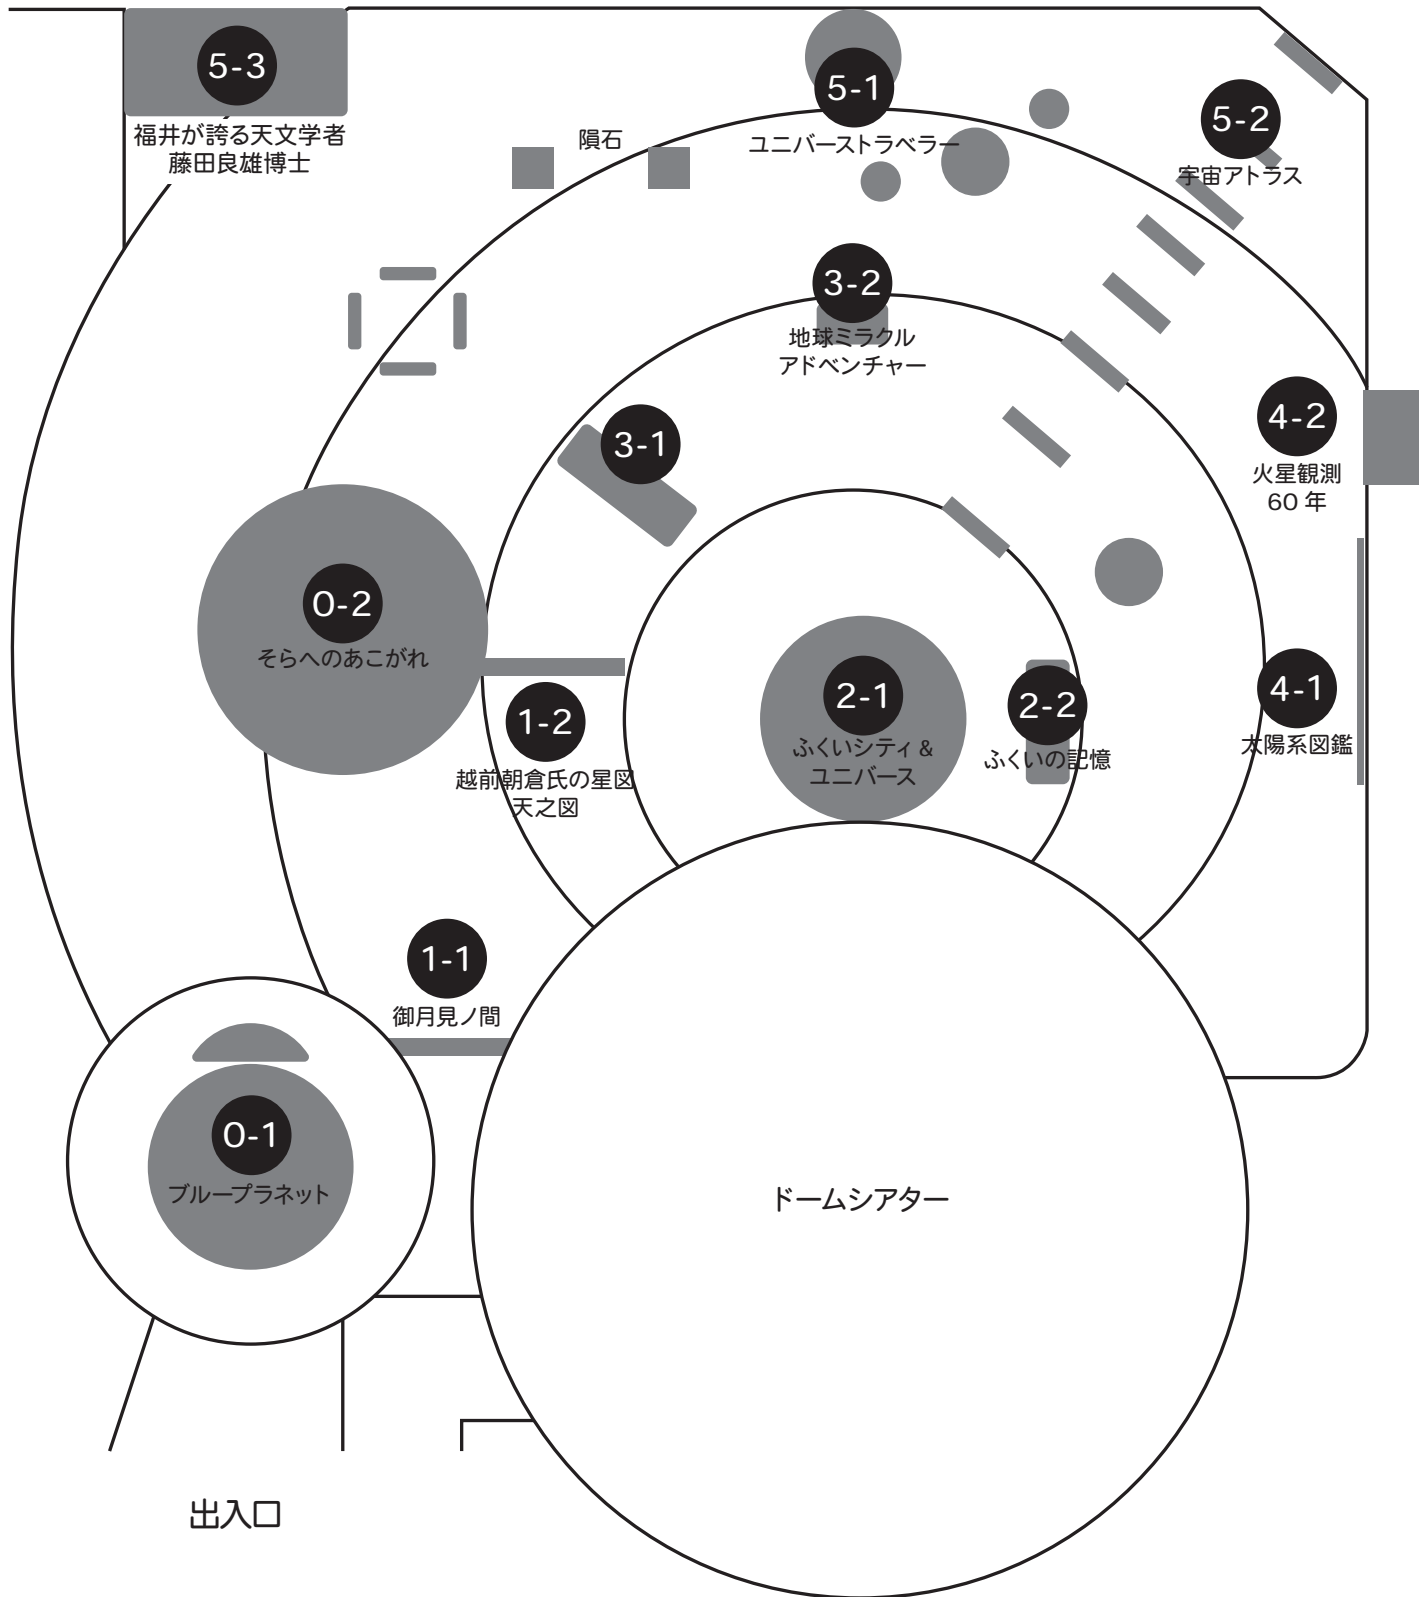 5-3
福井が誇る天文学者
藤田良雄博士
隕石
5-1
ユニバーストラベラー
5-2
宇宙アトラス
3-2
地球ミラクル
アドベンチャー
3-1
4-2
火星観測
60 年
0-2
そらへのあこがれ
1-2
越前朝倉氏の星図
天之図
2-1
ふくいシティ &
ユニバース
2-2
ふくいの記憶
4-1
太陽系図鑑
1-1
御月見ノ間
0-1
ブループラネット
ドームシアター
出入口